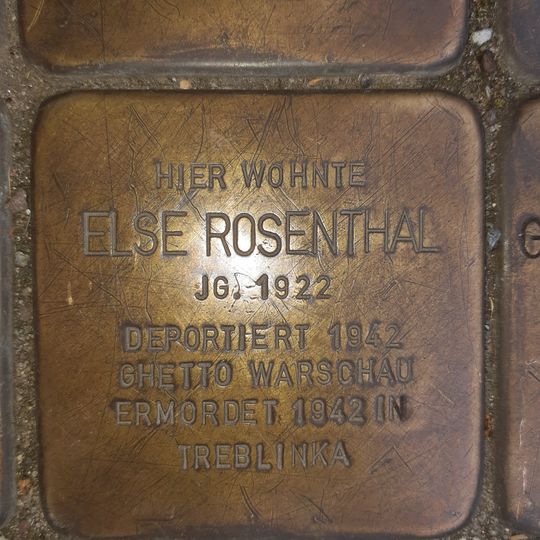 HIER WOHNTE
ELSE ROSENTHAL
JG. 1922
DEPORTIERT 1942
GHETTO WARSCHAU
ERMORDET 1942 IN
TREBLINKA